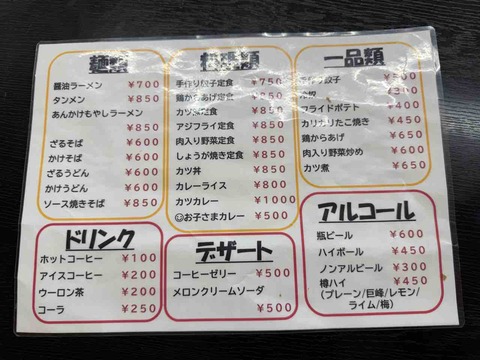 麺類
醤油ラーメン ￥700
タンメン ￥850
あんかけもやしラーメン
￥850
ざるそば ￥600
かけそば ￥600
ざるうどん ￥600
かけうどん ￥600
ソース焼きそば ￥850
手作り餃子定食 ￥750
鶏からあげ定食 ￥850
カツ煮定食 ￥850
アジフライ定食 ￥850
肉入り野菜定食 ￥850
しょうが焼き定食 ￥850
カツ丼 ￥850
カレーライス ￥800
カツカレー ￥1000
お子さまカレー ￥500
一品類
手作り餃子
冷奴
フライドポテト ￥400
カリカリたこ焼き ￥450
鶏からあげ ￥650
肉入り野菜炒め ￥600
カツ煮 ￥650
ドリンク
ホットコーヒー ￥100
アイスコーヒー ￥200
ウーロン茶 ￥200
コーラ ￥250
デザート
コーヒーゼリー ￥500
メロンクリームソーダ
￥500
アルコール
瓶ビール ￥600
ハイボール ￥450
ノンアルビール ￥300
樽ハイ ￥450
(プレーン/巨峰/レモン/
ライム/梅)